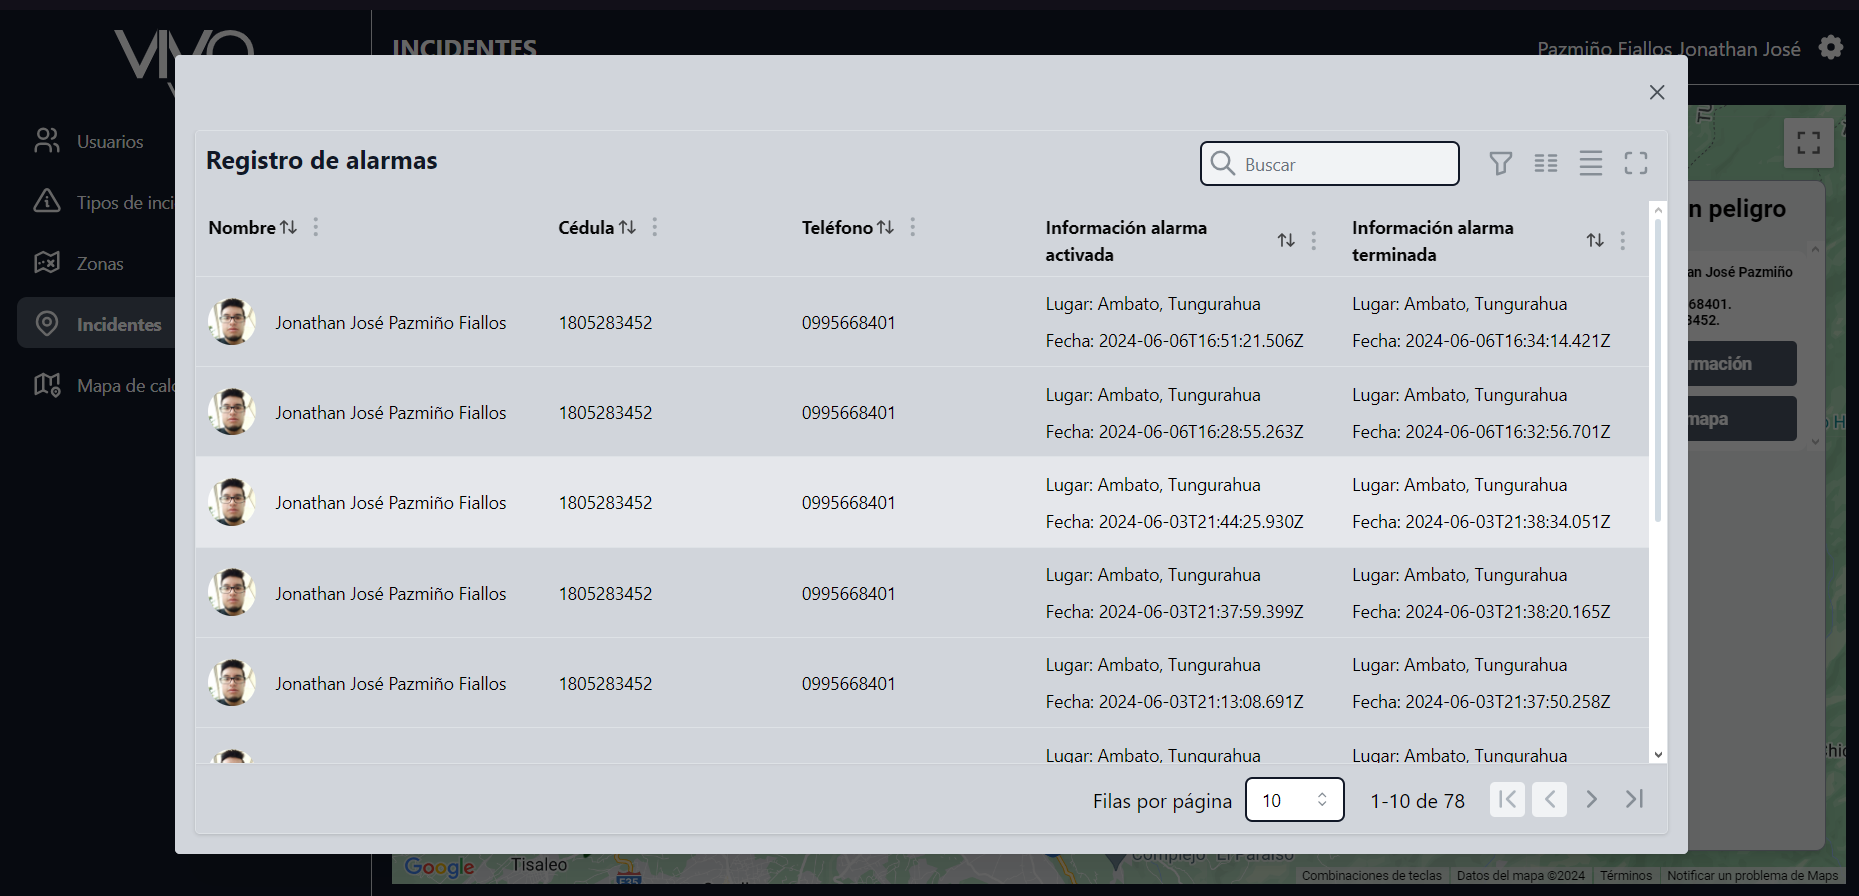 VIVO
INCIDENTES
Pazmiño Fiallos Jonathan José
Usuarios
Tipos de inci
Zonas
Incidentes
Mapa de calo
Registro de alarmas
Buscar
Nombre
Cédula
Teléfono
Información alarma activada
Información alarma terminada
Jonathan José Pazmiño Fiallos 1805283452 0995668401
Lugar: Ambato, Tungurahua Lugar: Ambato, Tungurahua
Fecha: 2024-06-06T16:51:21.506Z Fecha: 2024-06-06T16:34:14.421Z
Jonathan José Pazmiño Fiallos 1805283452 0995668401
Lugar: Ambato, Tungurahua Lugar: Ambato, Tungurahua
Fecha: 2024-06-06T16:28:55.263Z Fecha: 2024-06-06T16:32:56.701Z
Jonathan José Pazmiño Fiallos 1805283452 0995668401
Lugar: Ambato, Tungurahua Lugar: Ambato, Tungurahua
Fecha: 2024-06-03T21:44:25.930Z Fecha: 2024-06-03T21:38:34.051Z
Jonathan José Pazmiño Fiallos 1805283452 0995668401
Lugar: Ambato, Tungurahua Lugar: Ambato, Tungurahua
Fecha: 2024-06-03T21:37:59.399Z Fecha: 2024-06-03T21:38:20.165Z
Jonathan José Pazmiño Fiallos 1805283452 0995668401
Lugar: Ambato, Tungurahua Lugar: Ambato, Tungurahua
Fecha: 2024-06-03T21:13:08.691Z Fecha: 2024-06-03T21:37:50.258Z
Lugar: Ambato, Tungurahua Lugar: Ambato, Tungurahua
Filas por página 10 1-10 de 78
n peligro
an José Pazmiño
68401.
3452.
rmación
mapa
Google
Tisaleo
E35
Complejo El Paraíso
Combinaciones de teclas Datos del mapa ©2024 Términos Notificar un problema de Maps